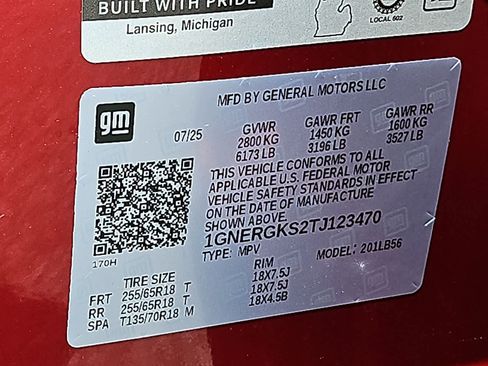 BUILT WITH PRIDE
Lansing, Michigan
LOCAL 602
gm
MFD BY GENERAL MOTORS LLC
07/25
GVWR GAWR FRT GAWR RR
2800 KG 1450 KG 1600 KG
6173 LB 3196 LB 3527 LB
THIS VEHICLE CONFORMS TO ALL
APPLICABLE U.S. FEDERAL MOTOR
VEHICLE SAFETY STANDARDS IN EFFECT
ON THE DATE OF MANUFACTURE
SHOWN ABOVE.
1GNERGKS2TJ123470
TYPE: MPV MODEL: 201LB56
170H
TIRE SIZE RIM
FRT 255/65R18 T 18X7.5J
RR 255/65R18 T 18X7.5J
SPA T135/70R18 M 18X4.5B